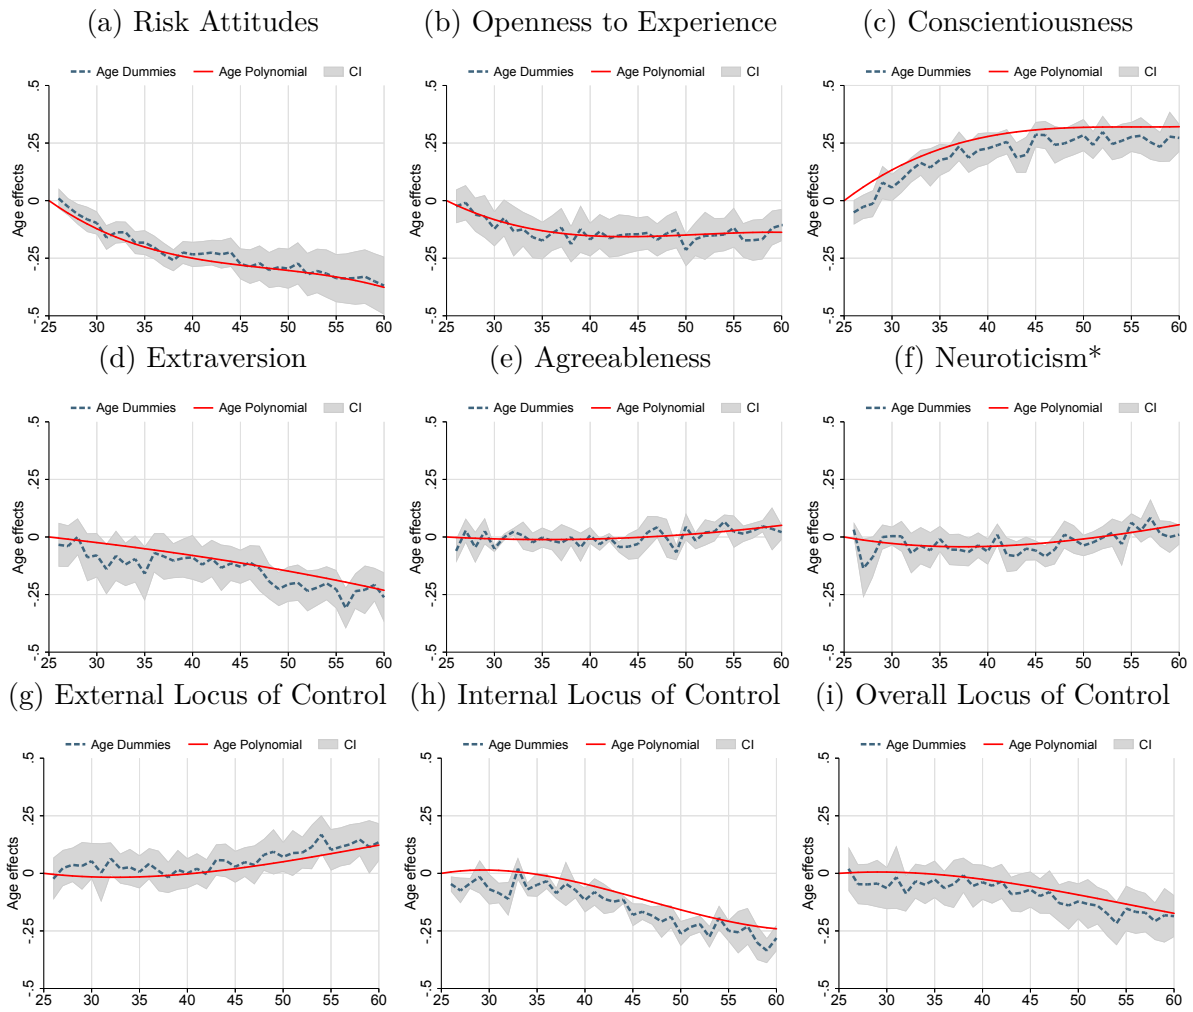 (a) Risk Attitudes
(b) Openness to Experience
(c) Conscientiousness
Age Dummies Age Polynomial CI
Age effects
.5
.25
0
-.25
-.5
25 30 35 40 45 50 55 60
Age Dummies Age Polynomial CI
Age effects
.5
.25
0
-.25
-.5
25 30 35 40 45 50 55 60
Age Dummies Age Polynomial CI
Age effects
.5
.25
0
-.25
-.5
25 30 35 40 45 50 55 60
(d) Extraversion
(e) Agreeableness
(f) Neuroticism*
Age Dummies Age Polynomial CI
Age effects
.5
.25
0
-.25
-.5
25 30 35 40 45 50 55 60
Age Dummies Age Polynomial CI
Age effects
.5
.25
0
-.25
-.5
25 30 35 40 45 50 55 60
Age Dummies Age Polynomial CI
Age effects
.5
.25
0
-.25
-.5
25 30 35 40 45 50 55 60
(g) External Locus of Control
(h) Internal Locus of Control
(i) Overall Locus of Control
Age Dummies Age Polynomial CI
Age effects
.5
.25
0
-.25
-.5
25 30 35 40 45 50 55 60
Age Dummies Age Polynomial CI
Age effects
.5
.25
0
-.25
-.5
25 30 35 40 45 50 55 60
Age Dummies Age Polynomial CI
Age effects
.5
.25
0
-.25
-.5
25 30 35 40 45 50 55 60